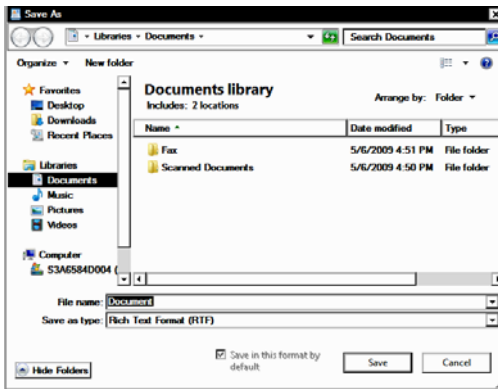 Save As
Libraries Documents
Search Documents
Organize New folder
Favorites
Desktop
Downloads
Recent Places
Libraries
Documents
Music
Pictures
Videos
Computer
S3A6584D004 (
Documents library
Includes: 2 locations
Arrange by: Folder
Name Date modified Type
Fax 5/6/2009 4:51 PM File folder
Scanned Documents 5/6/2009 4:50 PM File folder
File name: Document
Save as type: Rich Text Format (RTF)
Hide Folders
Save in this format by
default
Save Cancel